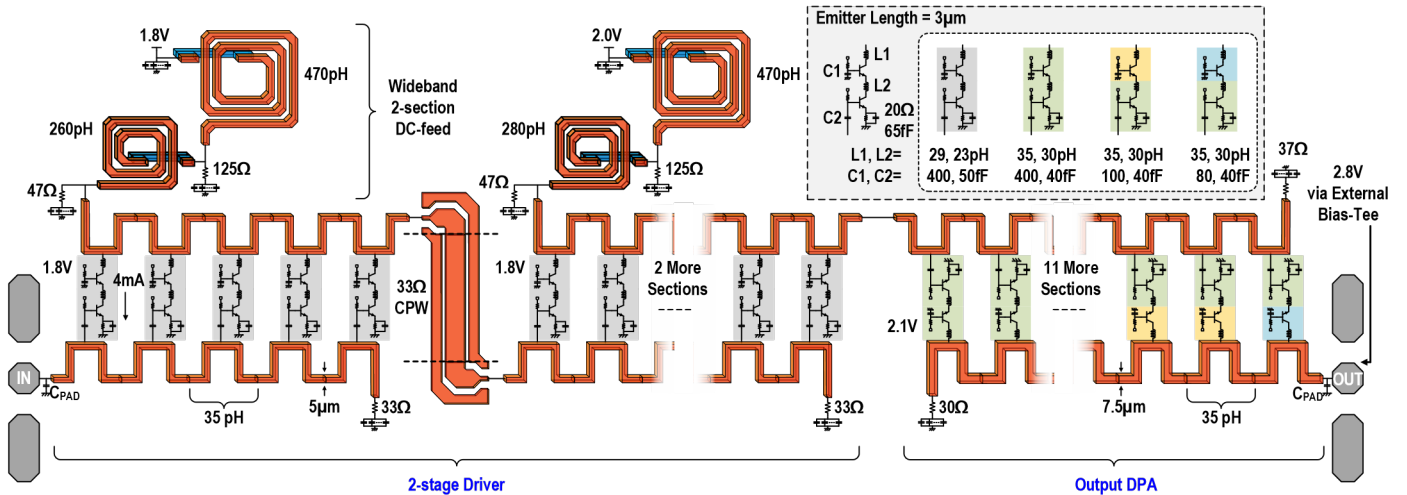 1.8V
470pH
Wideband
2-section
DC-feed
260pH
125Ω
47Ω
2.0V
470pH
280pH
125Ω
47Ω
Emitter Length = 3µm
L1
C1
L2
C2
20Ω
65fF
L1, L2=
29, 23pH
35, 30pH
35, 30pH
35, 30pH
C1, C2=
400, 50fF
400, 40fF
100, 40fF
80, 40fF
37Ω
2.8V
via External
Bias-Tee
1.8V
4mA
33Ω
CPW
1.8V
2 More
Sections
2.1V
11 More
Sections
IN
CPAD
35 pH
5µm
33Ω
33Ω
30Ω
7.5µm
35 pH
CPAD
OUT
2-stage Driver
Output DPA